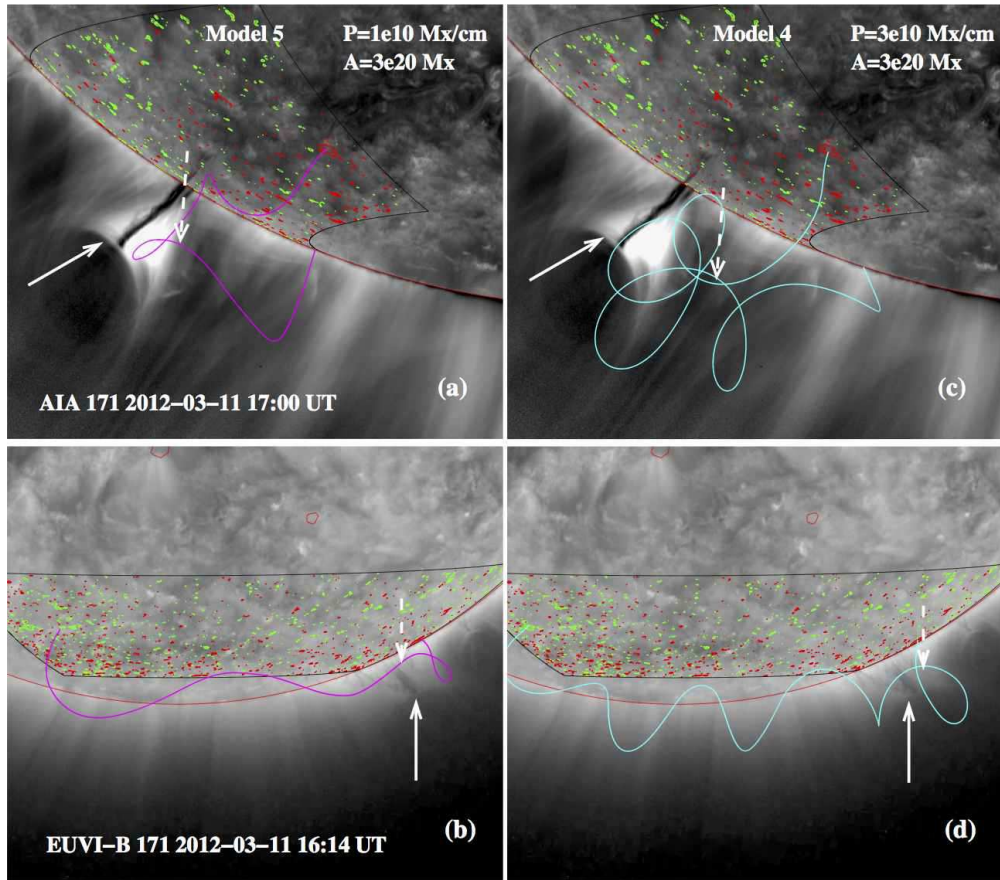 Model 5 P=1e10 Mx/cm
A=3e20 Mx
(a)
AIA 171 2012−03−11 17:00 UT
Model 4 P=3e10 Mx/cm
A=3e20 Mx
(c)
(b)
EUVI−B 171 2012−03−11 16:14 UT
(d)